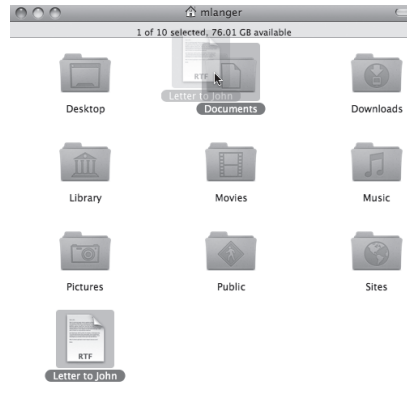 mlanger
1 of 10 selected, 76.01 GB available
RTF
Letter to John
Desktop
Documents
Downloads
Library
Movies
Music
Pictures
Public
Sites
RTF
Letter to John